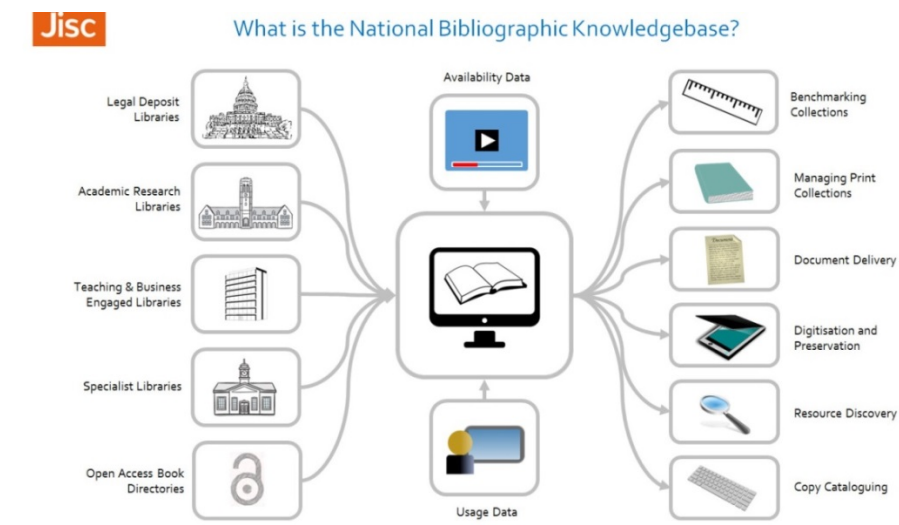 Jisc
What is the National Bibliographic Knowledgebase?
Legal Deposit
Libraries
Academic Research
Libraries
Teaching & Business
Engaged Libraries
Specialist Libraries
Open Access Book
Directories
Availability Data
Usage Data
Benchmarking
Collections
Managing Print
Collections
Document
Document Delivery
Digitisation and
Preservation
Resource Discovery
Copy Cataloguing